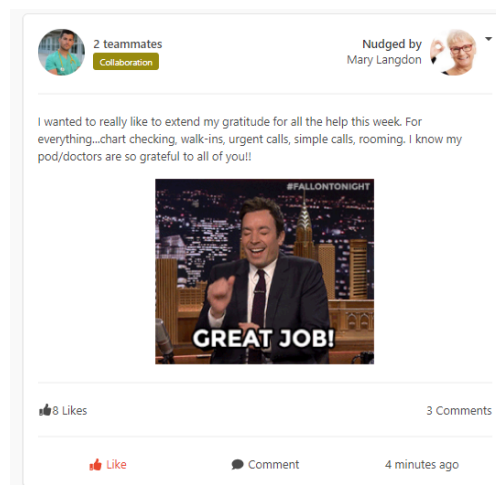 2 teammates
Collaboration
Nudged by
Mary Langdon
I wanted to really like to extend my gratitude for all the help this week. For
everything...chart checking, walk-ins, urgent calls, simple calls, rooming. I know my
pod/doctors are so grateful to all of you!!
#FALLONTONIGHT
GREAT JOB!
8 Likes
3 Comments
Like
Comment
4 minutes ago